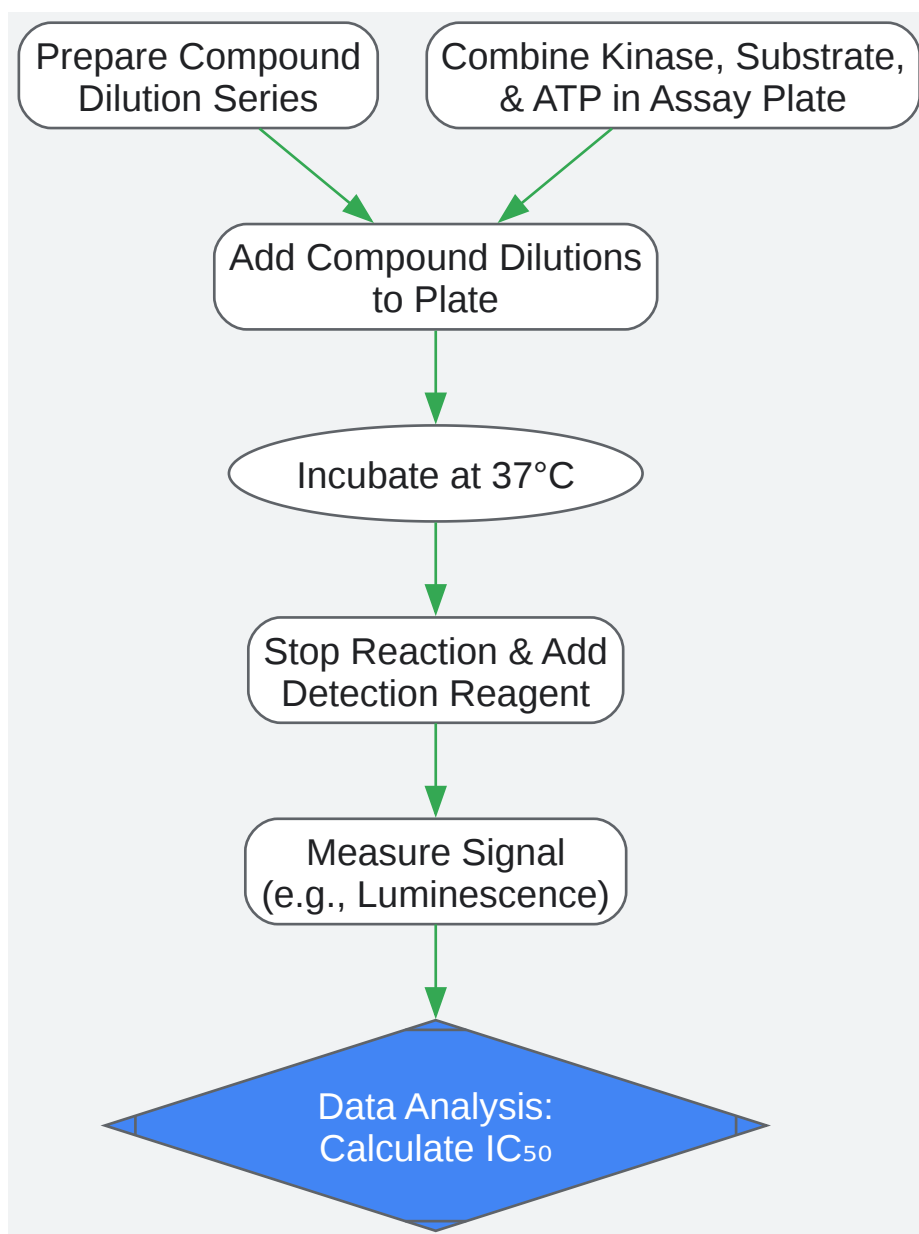 Prepare Compound
Dilution Series
Combine Kinase, Substrate,
& ATP in Assay Plate
Add Compound Dilutions
to Plate
Incubate at 37°C
Stop Reaction & Add
Detection Reagent
Measure Signal
(e.g., Luminescence)
Data Analysis:
Calculate IC₅₀